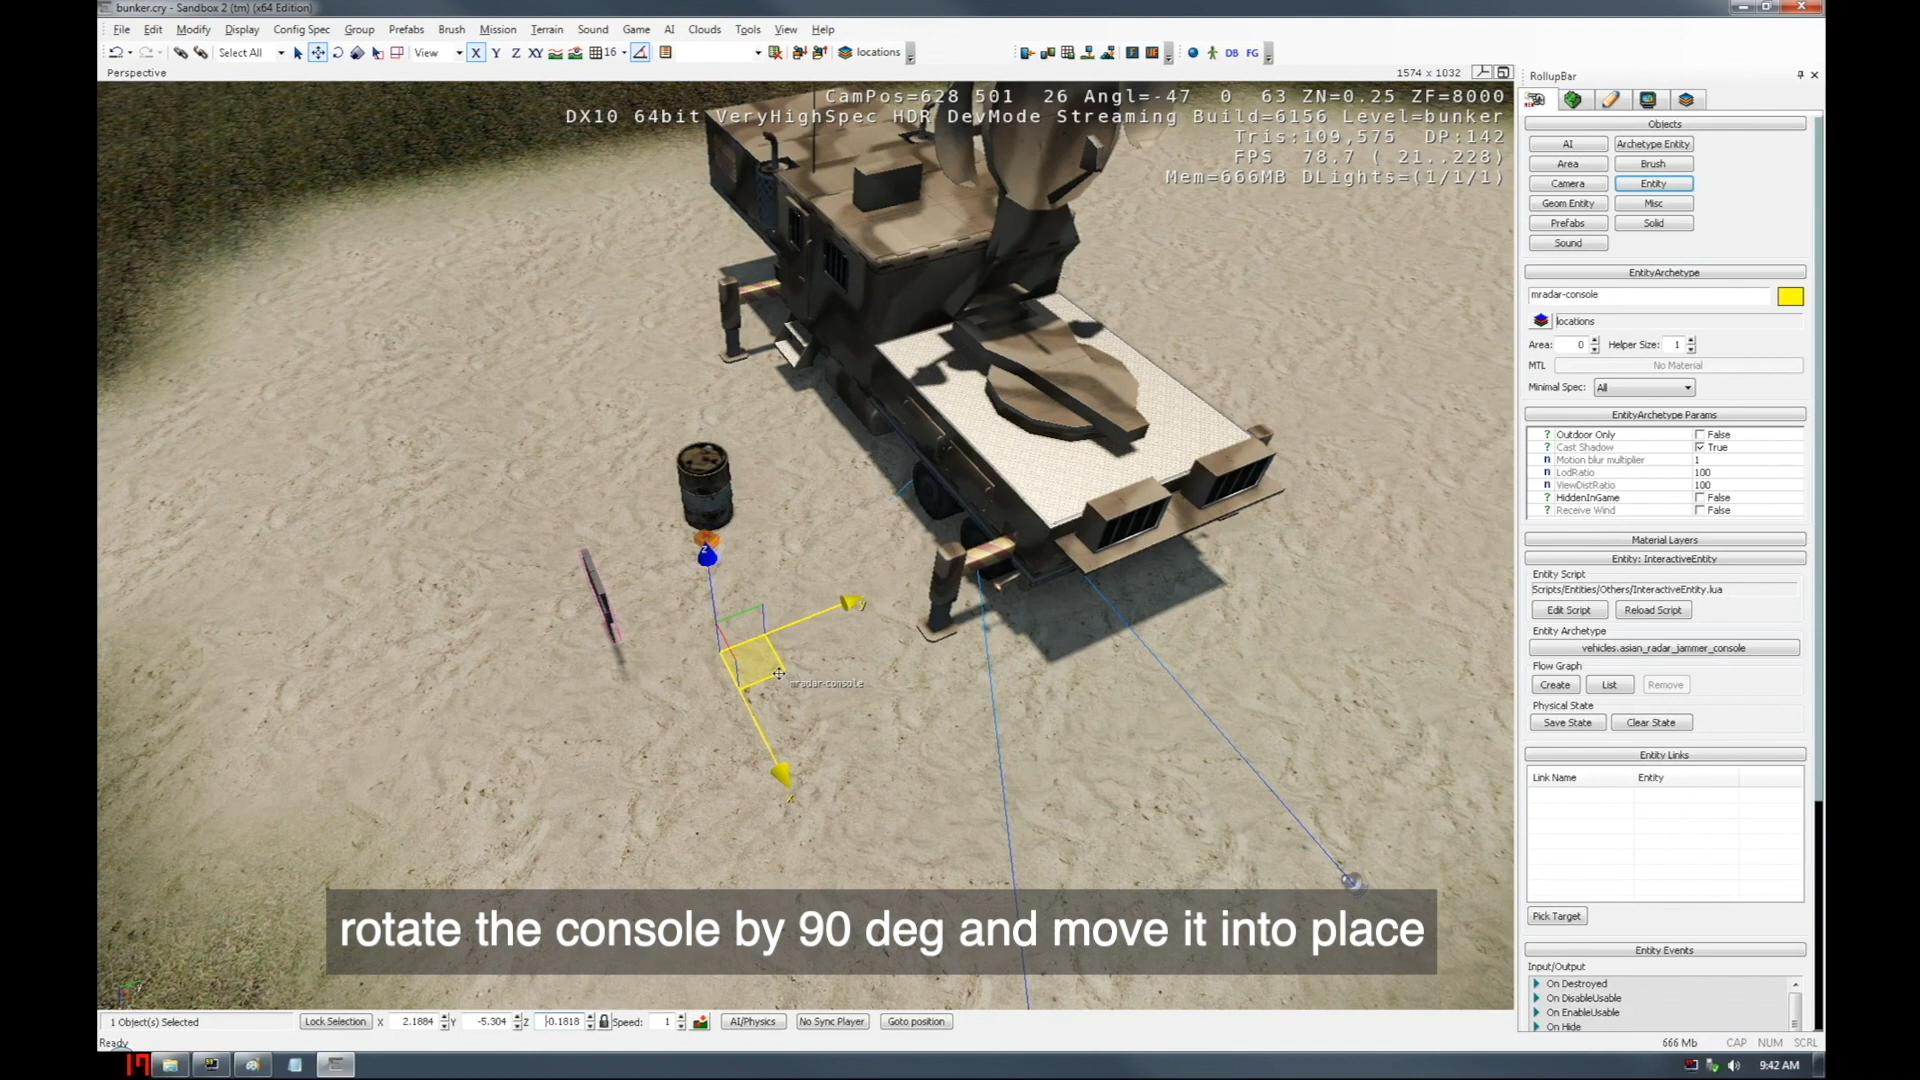 bunker.cry - Sandbox 2 (tm) (x64 Edition)
File Edit Modify Display Config Spec Group Prefabs Brush Mission Terrain Sound Game AI Clouds Tools View Help
Select All View X Y Z XY 16 locations DB FG
Perspective
1574 x 1032
CamPos=628 501 26 Angl=-47 0 63 ZN=0.25 ZF=8000
DX10 64bit VeryHighSpec HDR DevMode Streaming Build=6156 Level=bunker
Tris:109,575 DP:142
FPS 78.7 ( 21..228)
Mem=666MB DLights=(1/1/1)
z
y
mradar-console
x
rotate the console by 90 deg and move it into place
RollupBar
Objects
AI Archetype Entity
Area Brush
Camera Entity
Geom Entity Misc
Prefabs Solid
Sound
EntityArchetype
mradar-console
locations
Area: 0 Helper Size: 1
MTL No Material
Minimal Spec: All
EntityArchetype Params
? Outdoor Only False
? Cast Shadow True
n Motion blur multiplier 1
n LodRatio 100
n ViewDistRatio 100
? HiddenInGame False
? Receive Wind False
Material Layers
Entity: InteractiveEntity
Entity Script
Scripts/Entities/Others/InteractiveEntity.lua
Edit Script Reload Script
Entity Archetype
vehicles.asian_radar_jammer_console
Flow Graph
Create List Remove
Physical State
Save State Clear State
Entity Links
Link Name Entity
Pick Target
Entity Events
Input/Output
On Destroyed
On DisableUsable
On EnableUsable
On Hide
1 Object(s) Selected Lock Selection X 2.1884 Y -5.304 Z -0.1818 Speed: 1 AI/Physics No Sync Player Goto position
Ready 666 Mb CAP NUM SCRL
9:42 AM